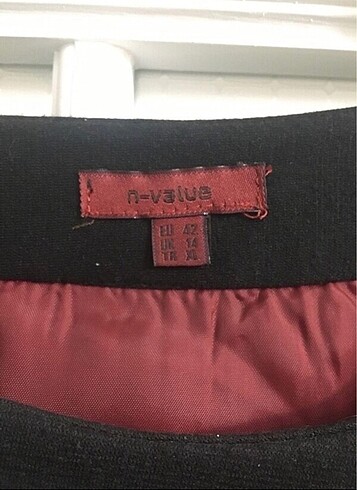 n-value
EU 42
UK 14
TR XL